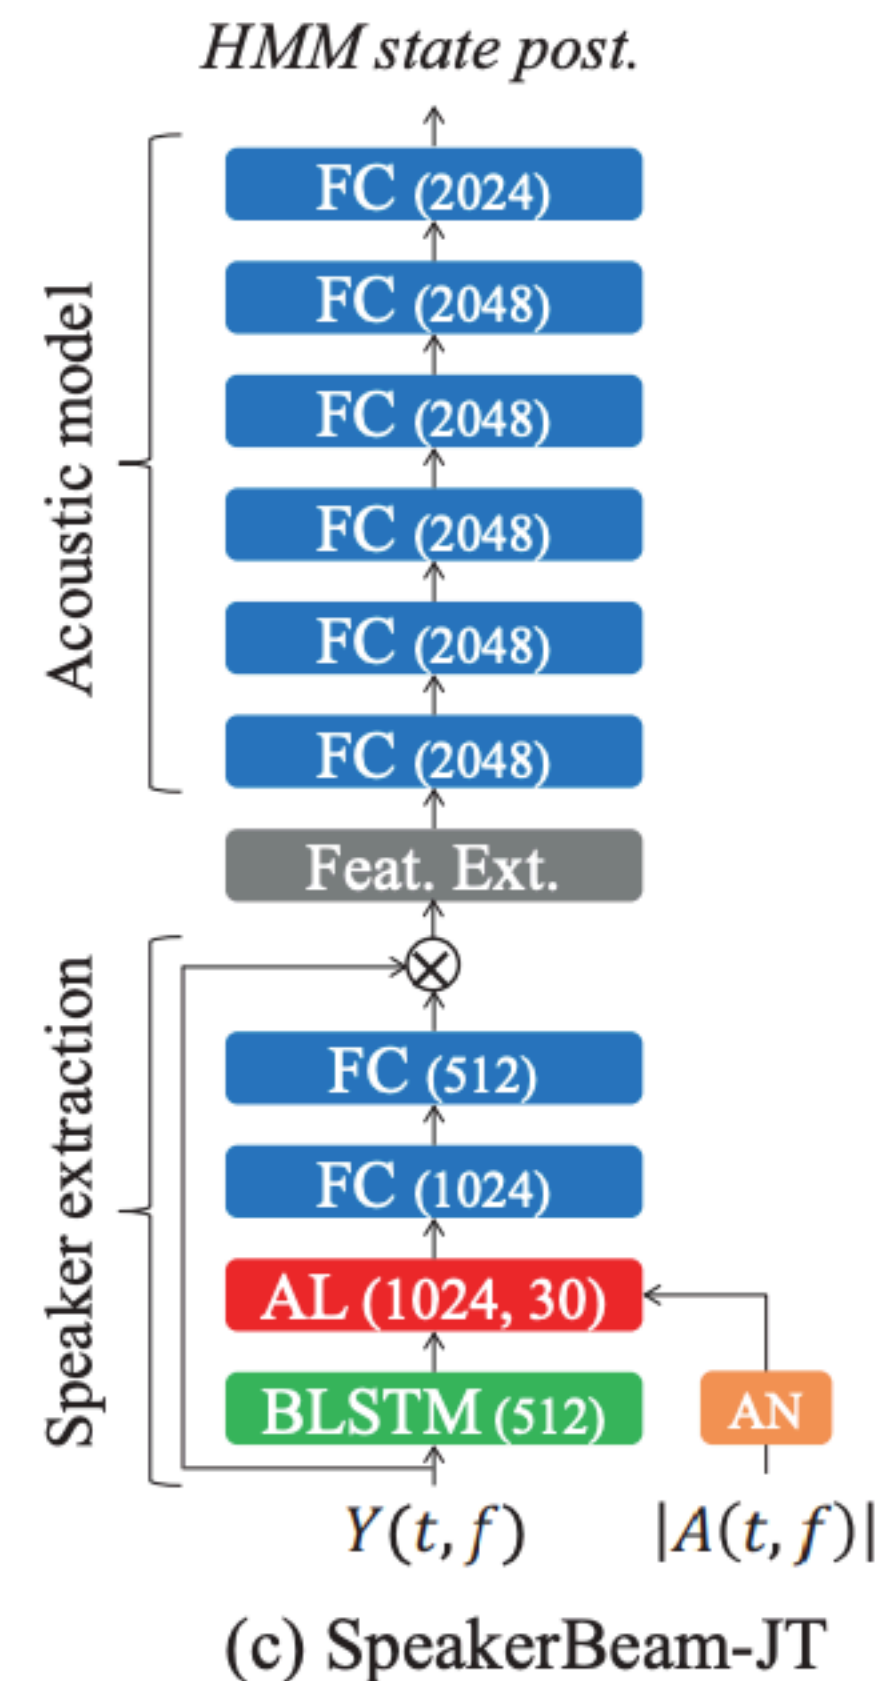 HMM state post.
FC (2024)
FC (2048)
FC (2048)
FC (2048)
FC (2048)
FC (2048)
Acoustic model
Feat. Ext.
FC (512)
FC (1024)
AL (1024, 30)
BLSTM (512)
AN
Speaker extraction
Y(t, f)
|A(t, f)|
(c) SpeakerBeam-JT